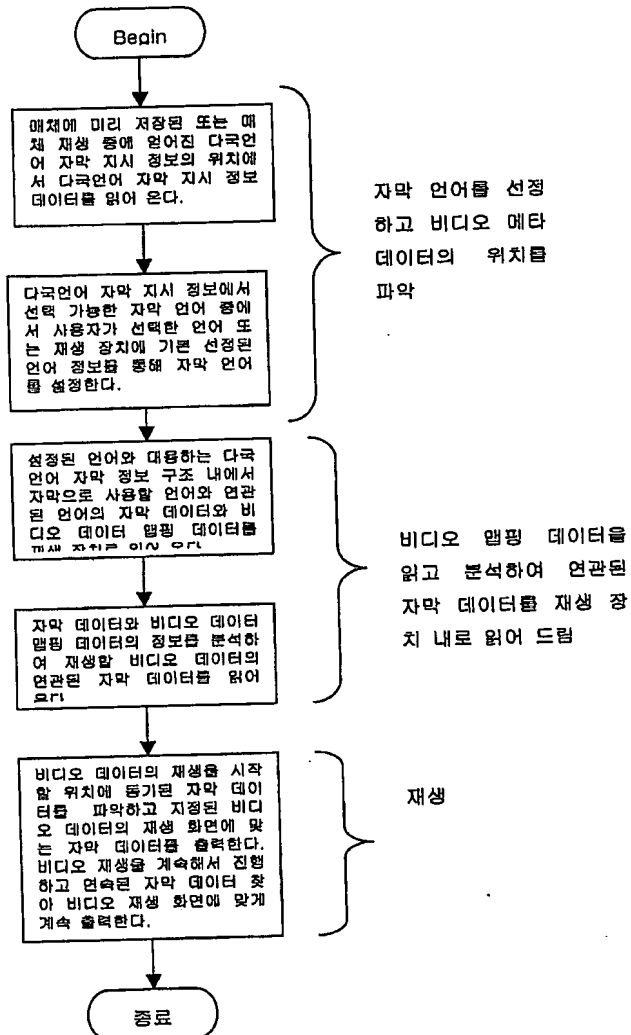 Begin
매체에 미리 저장된 또는 매
체 재생 중에 얻어진 다국언
어 자막 지시 정보의 위치에
서 다국언어 자막 지시 정보
데이터를 읽어 온다.
자막 언어를 선정
하고 비디오 메타
데이터의 위치를
파악
다국언어 자막 지시 정보에서
선택 가능한 자막 언어 중에
서 사용자가 선택한 언어 또
는 재생 장치에 기본 선정된
언어 정보를 통해 자막 언어
를 설정한다.
설정된 언어와 대응하는 다국
언어 자막 정보 구조 내에서
자막으로 사용할 언어와 연관
된 언어의 자막 데이터와 비
디오 데이터 맵핑 데이터를
비디오 맵핑 데이터을
읽고 분석하여 연관된
자막 데이터를 재생 장
치 내로 읽어 드림
자막 데이터와 비디오 데이터
맵핑 데이터의 정보를 분석하
여 재생할 비디오 데이터의
연관된 자막 데이터를 읽어
비디오 데이터의 재생을 시작
할 위치에 동기된 자막 데이
터를 파악하고 지정된 비디
오 데이터의 재생 화면에 맞
는 자막 데이터를 출력한다.
비디오 재생을 계속해서 진행
하고 연속된 자막 데이터 찾
아 비디오 재생 화면에 맞게
계속 출력한다.
재생
종료